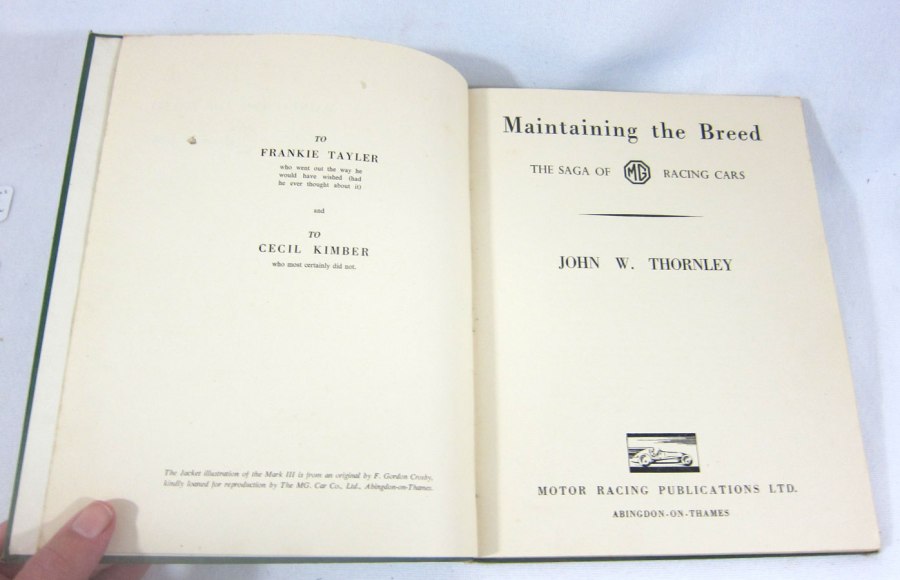 TO
FRANKIE TAYLER
who went out the way he
would have wished (had
he ever thought about it)
and
TO
CECIL KIMBER
who most certainly did not.
The Jacket illustration of the Mark III is from an original by F. Gordon Crosby,
kindly loaned for reproduction by The MG. Car Co., Ltd., Abingdon-on-Thames.
Maintaining the Breed
THE SAGA OF MG RACING CARS
JOHN W. THORNLEY
MOTOR RACING PUBLICATIONS LTD.
ABINGDON-ON-THAMES